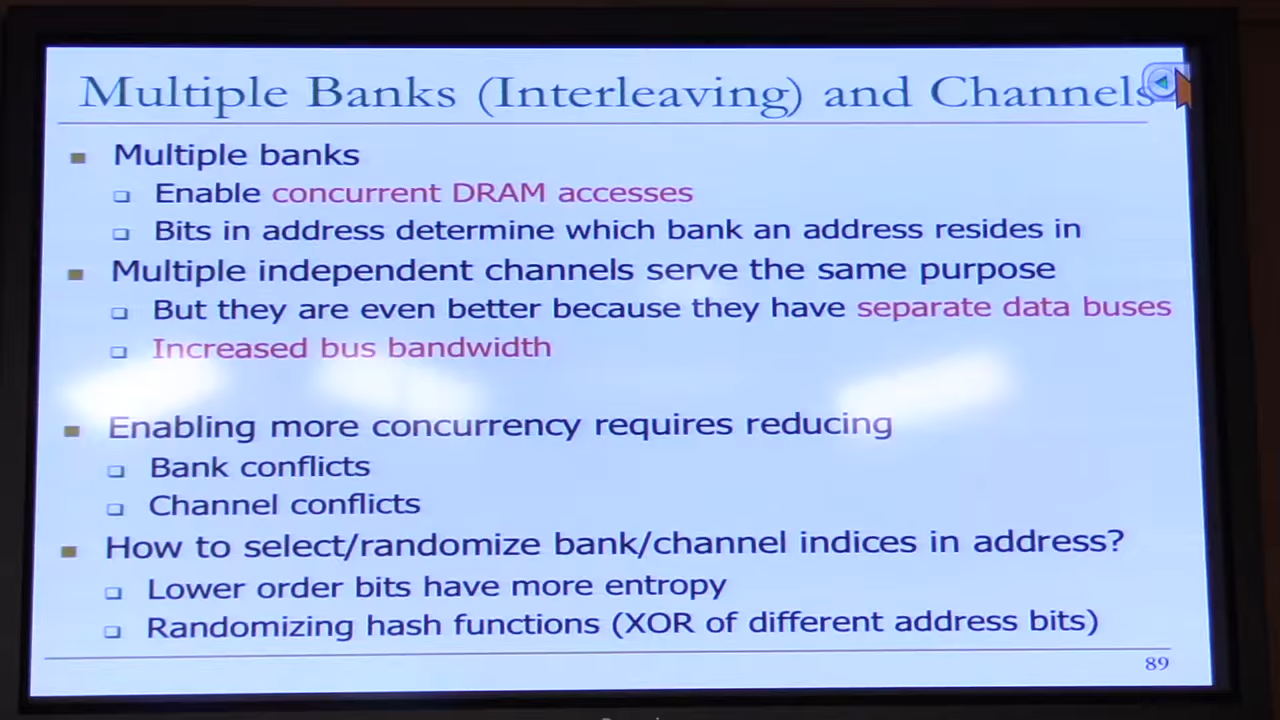 Multiple Banks (Interleaving) and Channels
Multiple banks
Enable concurrent DRAM accesses
Bits in address determine which bank an address resides in
Multiple independent channels serve the same purpose
But they are even better because they have separate data buses
Increased bus bandwidth
Enabling more concurrency requires reducing
Bank conflicts
Channel conflicts
How to select/randomize bank/channel indices in address?
Lower order bits have more entropy
Randomizing hash functions (XOR of different address bits)
89